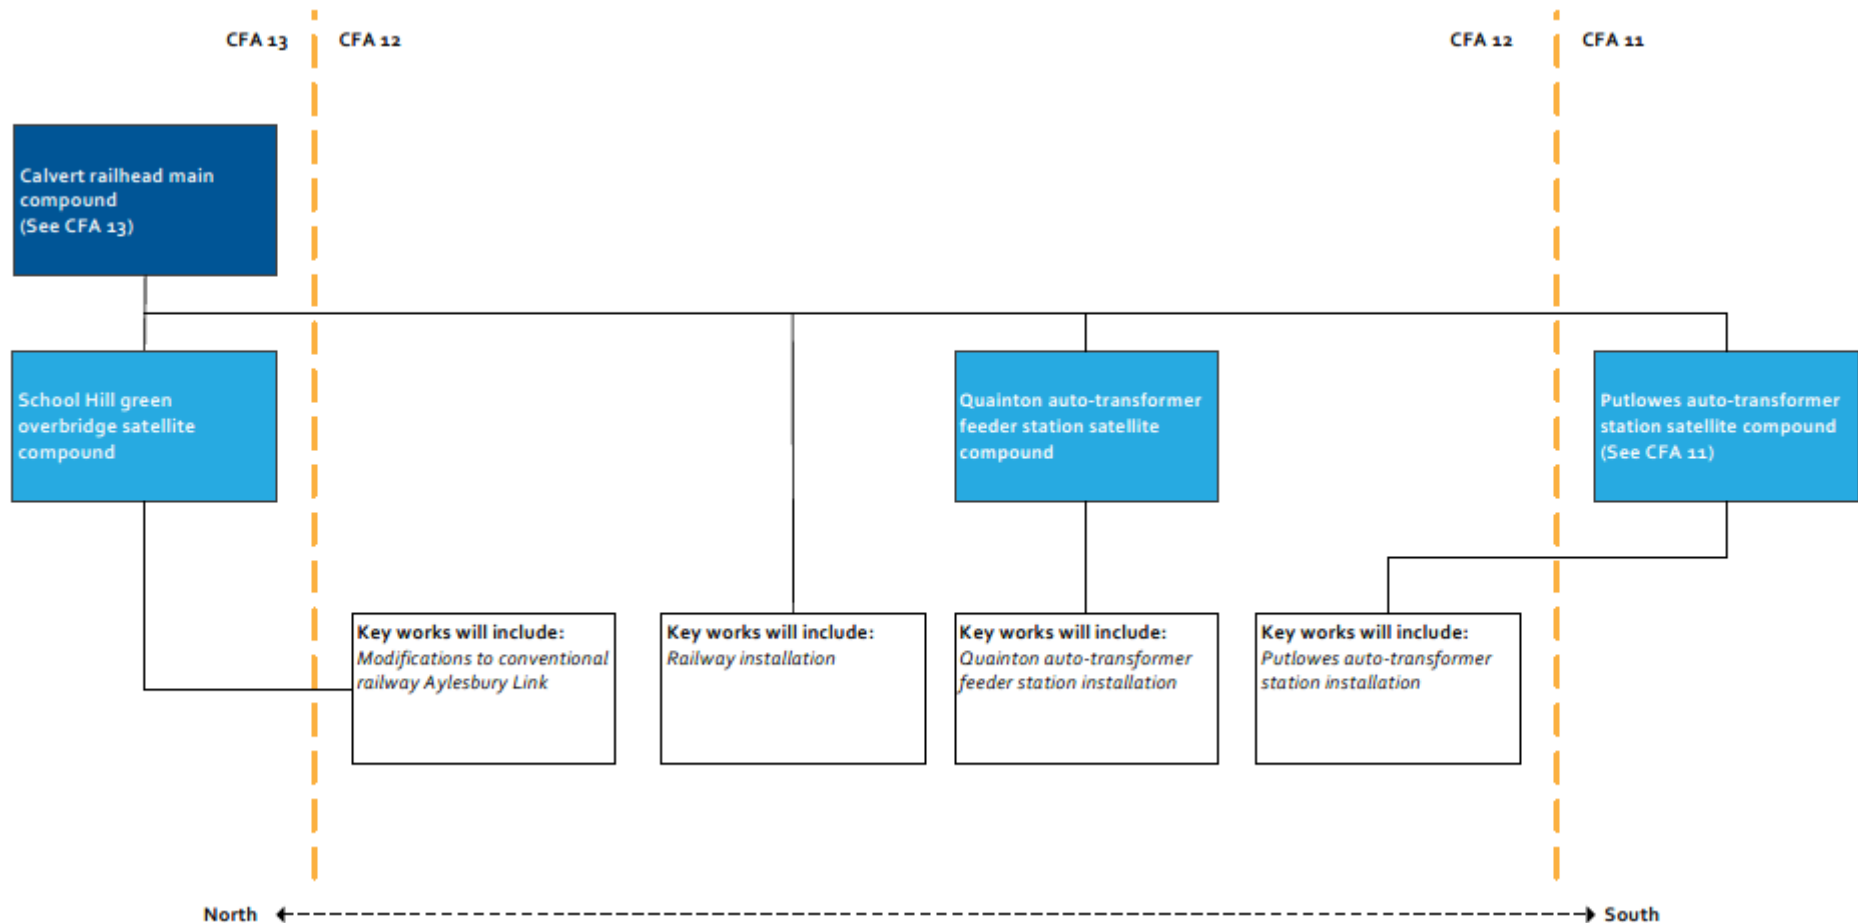 CFA 13
CFA 12
CFA 12
CFA 11
Calvert railhead main
compound
(See CFA 13)
School Hill green
overbridge satellite
compound
Quainton auto-transformer
feeder station satellite
compound
Putlowes auto-transformer
station satellite compound
(See CFA 11)
Key works will include:
Modifications to conventional
railway Aylesbury Link
Key works will include:
Railway installation
Key works will include:
Quainton auto-transformer
feeder station installation
Key works will include:
Putlowes auto-transformer
station installation
North
South